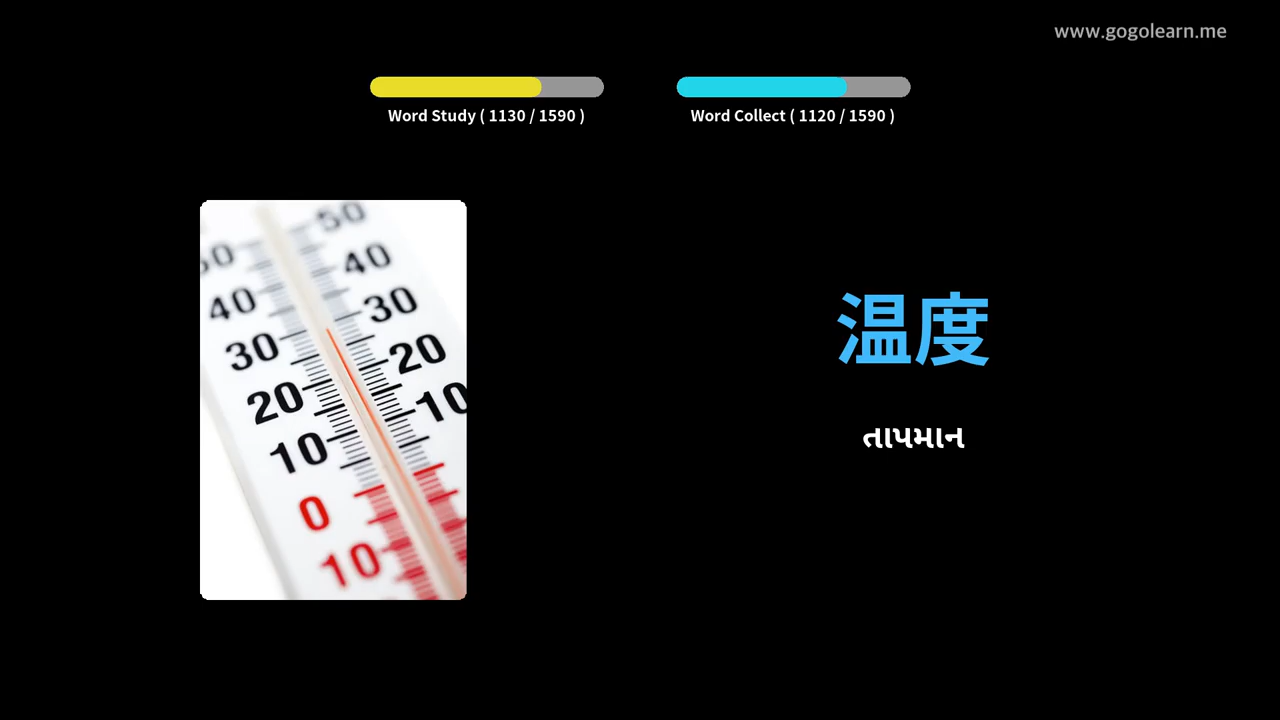 www.gogolearn.me
Word Study ( 1130 / 1590 )
Word Collect ( 1120 / 1590 )
50
50
40
40
30
30
20
20
10
10
0
10
温度
તાપમાન